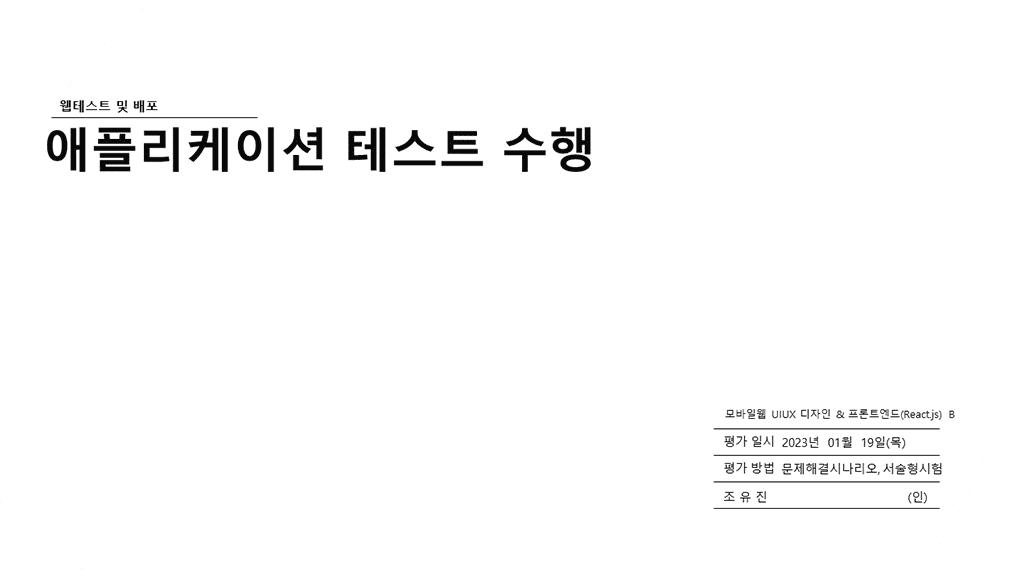 웹테스트 및 배포
애플리케이션 테스트 수행
모바일웹 UIUX 디자인 & 프론트엔드(React.js) B
평가 일시 2023년 01월 19일(목)
평가 방법 문제해결시나리오, 서술형시험
조 유 진 (인)